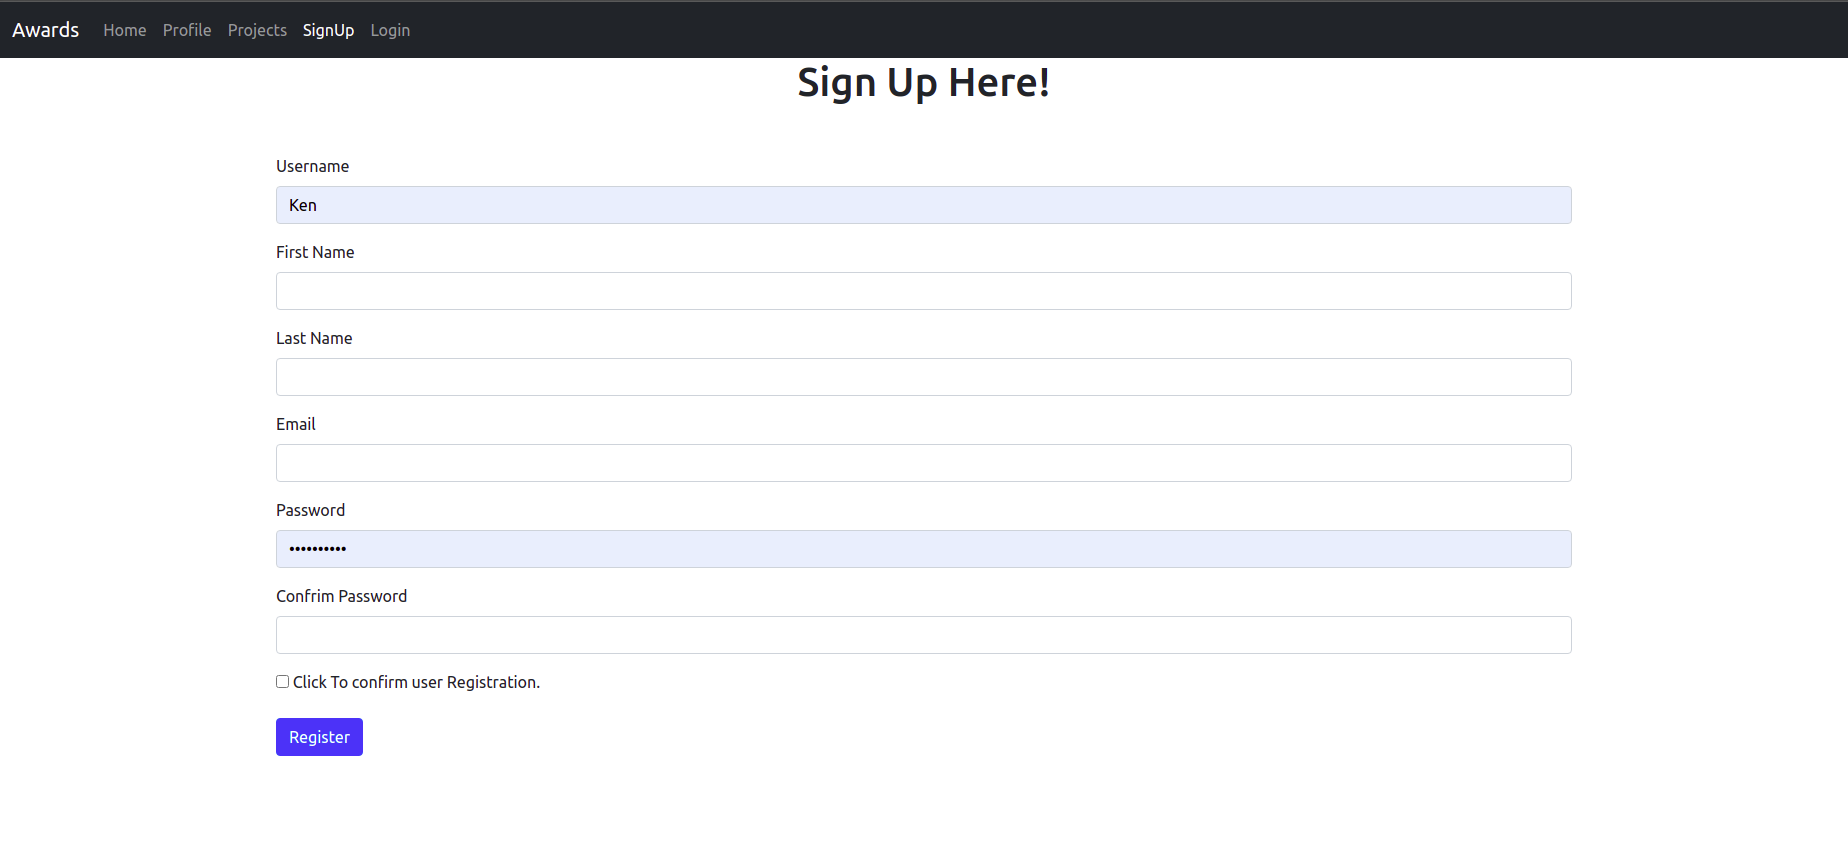 Awards Home Profile Projects SignUp Login
Sign Up Here!
Username
Ken
First Name
Last Name
Email
Password
••••••••••
Confrim Password
Click To confirm user Registration.
Register